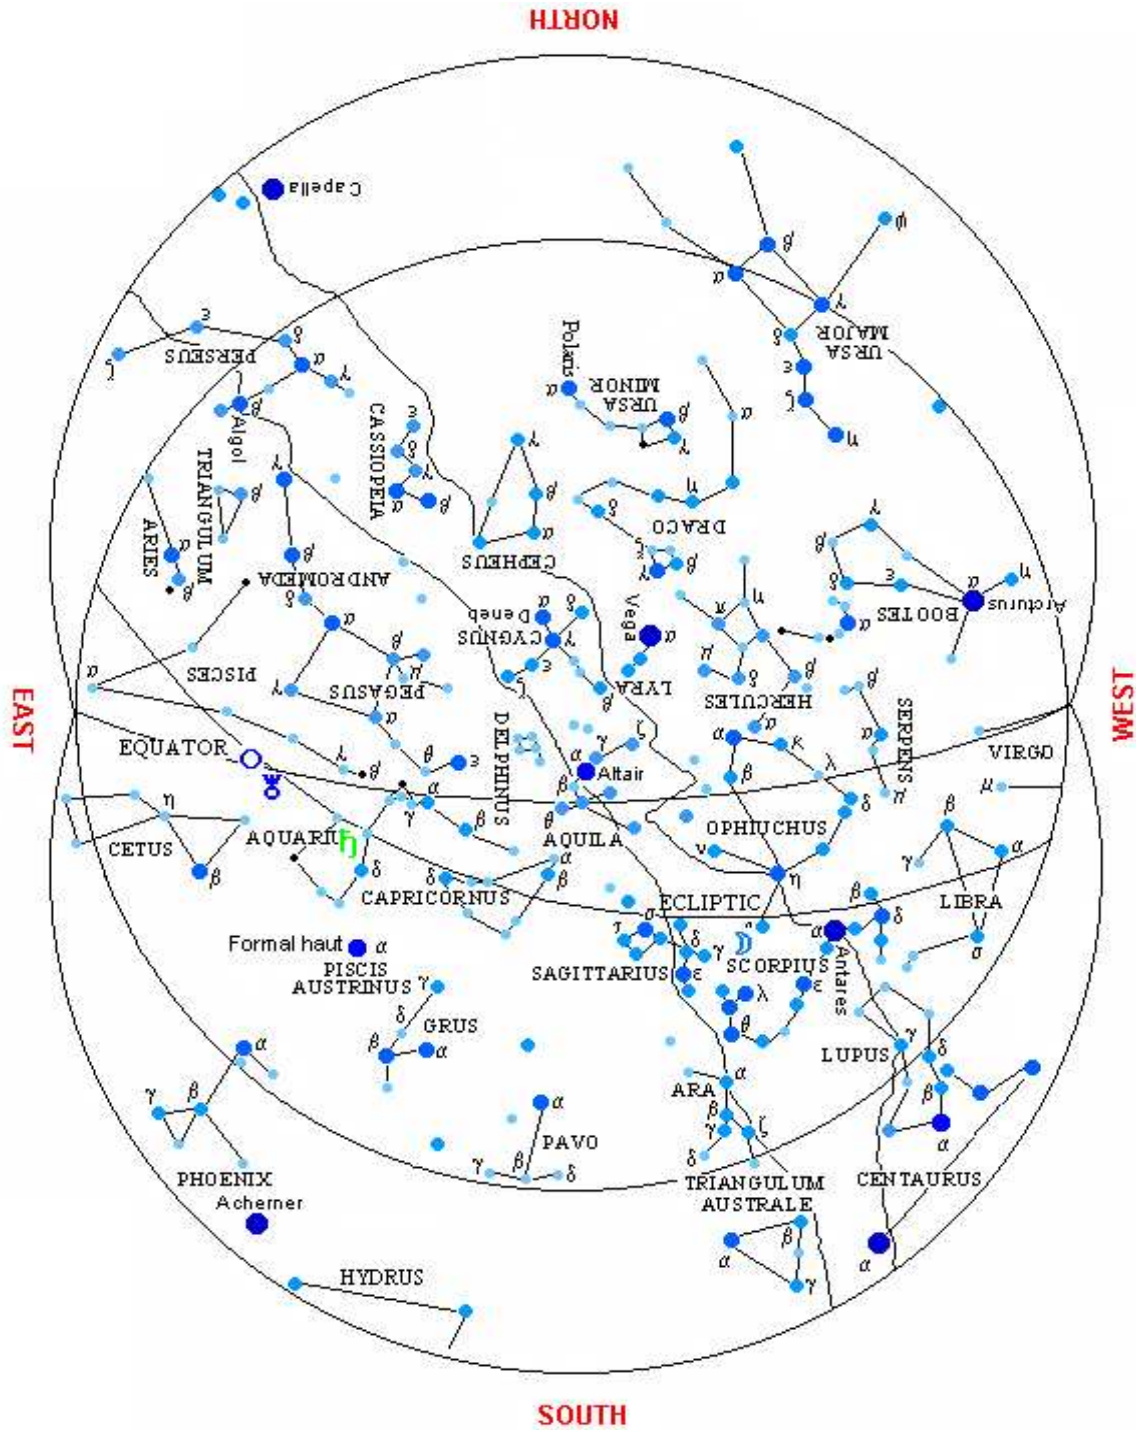 NORTH
Capella
φ
β
α
γ
δ
URSA
MAJOR
ε
ζ
η
ε
PERSEUS
ζ
δ
α
γ
β
Algol
Polaris
α
URSA
MINOR
β
γ
α
CASSIOPEIA
ε
δ
γ
α
β
TRIANGULUM
β
γ
γ
β
α
CEPHEUS
η
δ
DRACO
ξ
γ
β
ARIES
α
β
β
ANDROMEDA
δ
α
γ
β
δ
ε
α
η
Arcturus
BOOTES
Deneb
α
δ
γ
CYGNUS
ε
ζ
β
Vega
α
LYRA
η
π
μ
δ
β
HERCULES
α
PISCES
α
γ
β
μ
PEGASUS
α
γ
θ
ε
β
α
SERPENS
μ
EAST
WEST
EQUATOR
γ
β
DELPHINUS
ζ
γ
α
Altair
β
θ
AQUILA
α
α
κ
β
λ
δ
OPHIUCHUS
ν
η
VIRGO
μ
η
CETUS
β
AQUARIU
γ
α
β
δ
δ
CAPRICORNUS
α
β
ECLIPTIC
β
γ
α
LIBRA
σ
Formal haut
α
PISCIS
AUSTRINUS
σ
τ
δ
γ
SAGITTARIUS
ε
SCORPIUS
α
Antares
β
δ
ε
λ
θ
γ
δ
GRUS
β
α
LUPUS
γ
δ
β
α
α
γ
β
PHOENIX
Acherner
α
PAVO
γ
β
δ
ARA
α
β
γ
ζ
δ
TRIANGULUM
AUSTRALE
β
α
γ
CENTAURUS
α
HYDRUS
SOUTH